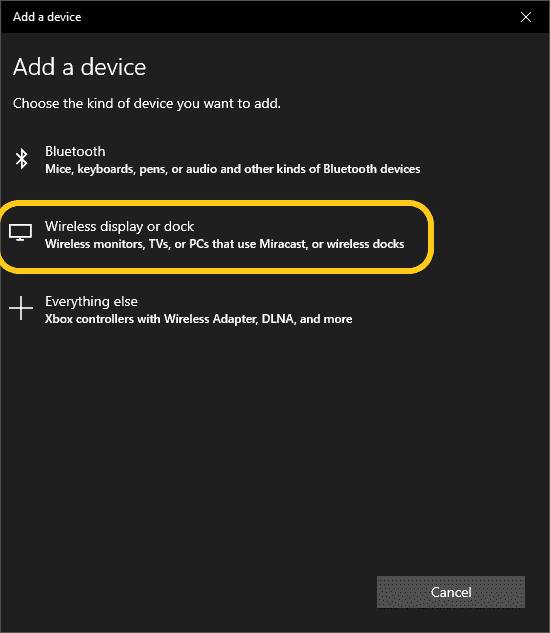 Add a device
Add a device
Choose the kind of device you want to add.
Bluetooth
Mice, keyboards, pens, or audio and other kinds of Bluetooth devices
Wireless display or dock
Wireless monitors, TVs, or PCs that use Miracast, or wireless docks
Everything else
Xbox controllers with Wireless Adapter, DLNA, and more
Cancel